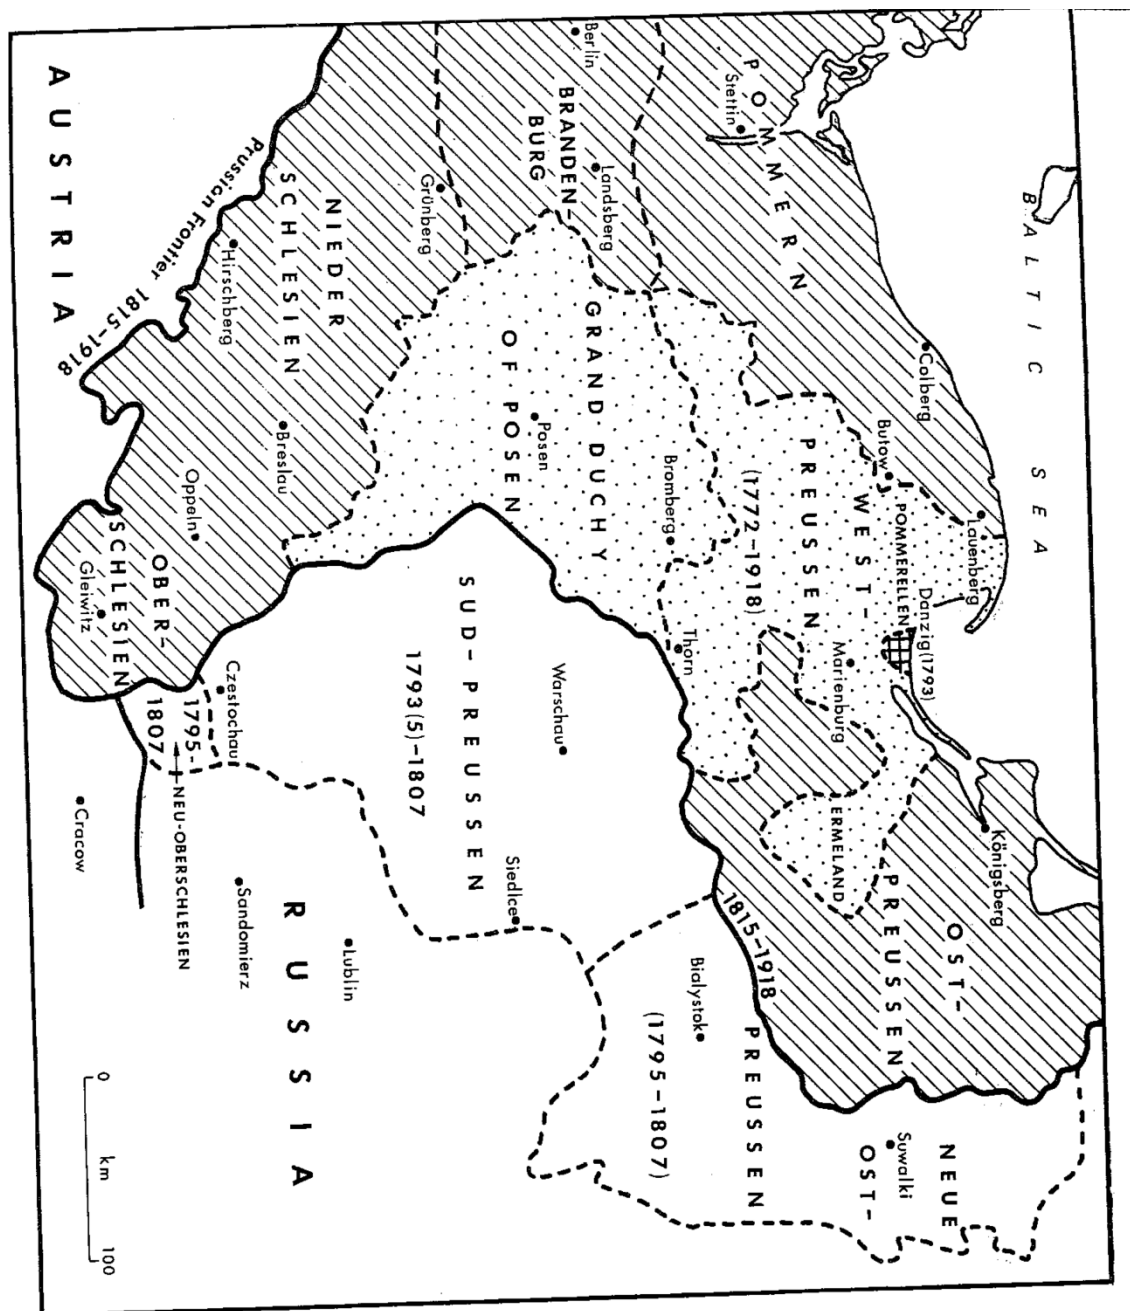 BALTIC SEA
POMMERN
Stettin
Colberg
Butow
Lauenberg
POMMERELLEN
Danzig (1793)
Königsberg
WEST-
PREUSSEN
(1772-1918)
Marienburg
ERMELAND
OST-
PREUSSEN
NEUE
OST-
PREUSSEN
(1795-1807)
Suwalki
Bialystok
1815-1918
Berlin
BRANDEN-
BURG
Landsberg
GRAND DUCHY
OF POSEN
Posen
Bromberg
Thorn
Warschau
SUD-PREUSSEN
1793(5)-1807
Siedlce
Grünberg
NIEDER
SCHLESIEN
Hirschberg
Breslau
Oppeln
OBER-
SCHLESIEN
Gleiwitz
Czestochau
1795-
1807
NEU-OBERSCHLESIEN
Cracow
Sandomierz
Lublin
RUSSIA
Prussian Frontier 1815-1918
AUSTRIA
0
km
100